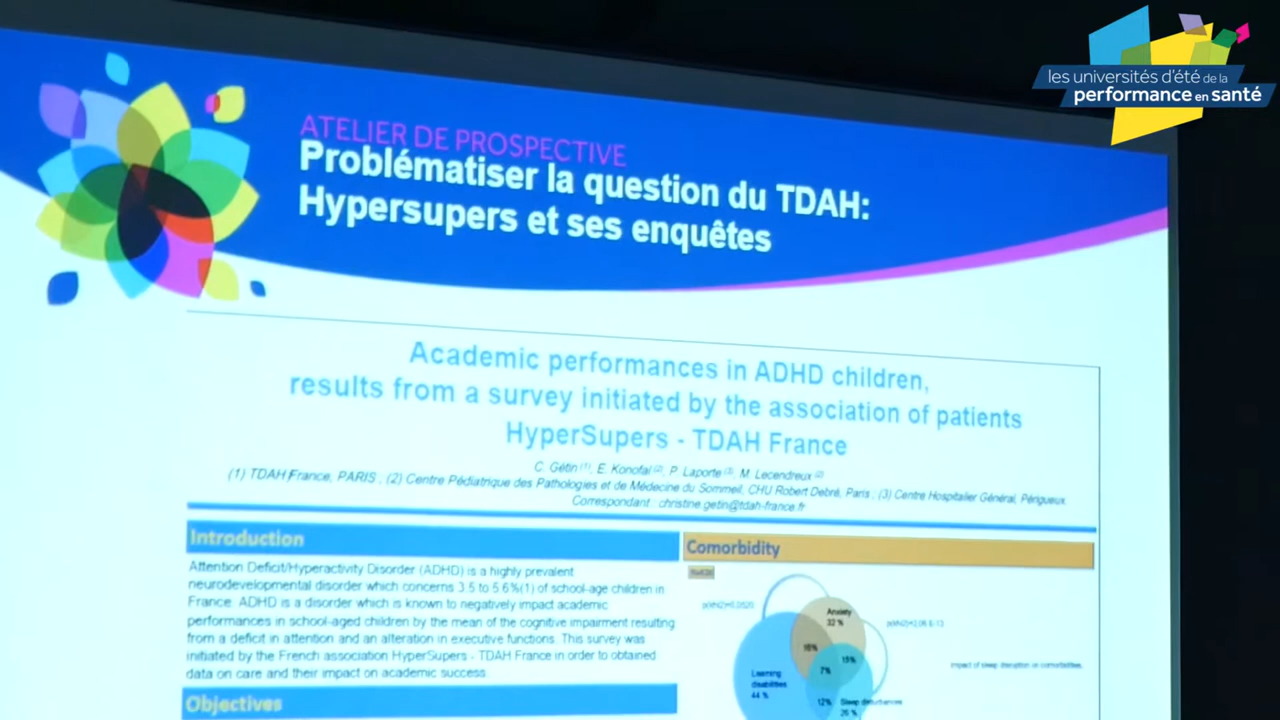 les universités d'été de la
performance en santé
ATELIER DE PROSPECTIVE
Problématiser la question du TDAH:
Hypersupers et ses enquêtes
Academic performances in ADHD children,
results from a survey initiated by the association of patients
HyperSupers - TDAH France
C. Gétin (1), E. Konofal (2), P. Laporte (3), M. Lecendreux (2)
(1) TDAH France, PARIS ; (2) Centre Pédiatrique des Pathologies et de Médecine du Sommeil, CHU Robert Debré, Paris ; (3) Centre Hospitalier Général, Périgueux
Correspondant : christine.getin@tdah-france.fr
Introduction
Attention Deficit/Hyperactivity Disorder (ADHD) is a highly prevalent
neurodevelopmental disorder which concerns 3.5 to 5.6%(1) of school-age children in
France. ADHD is a disorder which is known to negatively impact academic
performances in school-aged children by the mean of the cognitive impairment resulting
from a deficit in attention and an alteration in executive functions. This survey was
initiated by the French association HyperSupers - TDAH France in order to obtained
data on care and their impact on academic success.
Objectives
Comorbidity
Anxiety
32 %
16%
15%
7%
Learning
disabilities
44 %
12%
Sleep disturbances
26 %
Impact of sleep disruption on comorbidities.